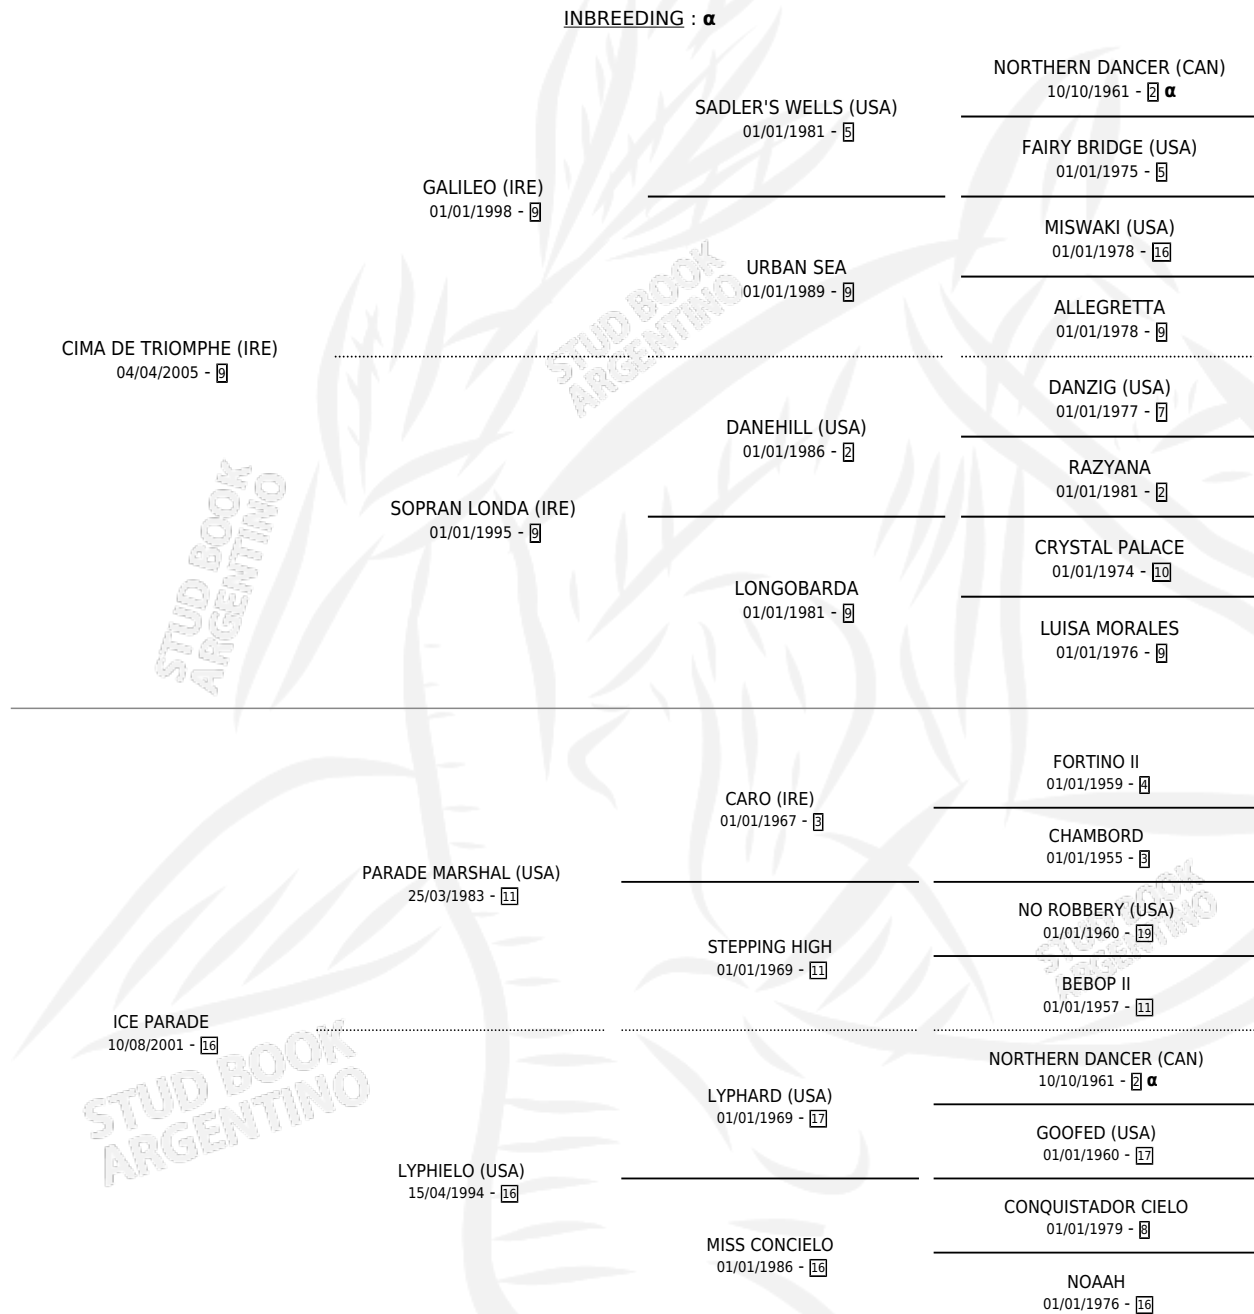 INBREEDING : α
NORTHERN DANCER (CAN)
10/10/1961 - 2 α
SADLER'S WELLS (USA)
01/01/1981 - 5
FAIRY BRIDGE (USA)
01/01/1975 - 5
GALILEO (IRE)
01/01/1998 - 9
MISWAKI (USA)
01/01/1978 - 16
URBAN SEA
01/01/1989 - 9
ALLEGRETTA
01/01/1978 - 9
CIMA DE TRIOMPHE (IRE)
04/04/2005 - 9
DANZIG (USA)
01/01/1977 - 7
DANEHILL (USA)
01/01/1986 - 2
RAZYANA
01/01/1981 - 2
SOPRAN LONDA (IRE)
01/01/1995 - 9
CRYSTAL PALACE
01/01/1974 - 10
LONGOBARDA
01/01/1981 - 9
LUISA MORALES
01/01/1976 - 9
FORTINO II
01/01/1959 - 4
CARO (IRE)
01/01/1967 - 3
CHAMBORD
01/01/1955 - 3
PARADE MARSHAL (USA)
25/03/1983 - 11
NO ROBBERY (USA)
01/01/1960 - 19
STEPPING HIGH
01/01/1969 - 11
BEBOP II
01/01/1957 - 11
ICE PARADE
10/08/2001 - 16
NORTHERN DANCER (CAN)
10/10/1961 - 2 α
LYPHARD (USA)
01/01/1969 - 17
GOOFED (USA)
01/01/1960 - 17
LYPHIELO (USA)
15/04/1994 - 16
CONQUISTADOR CIELO
01/01/1979 - 8
MISS CONCIELO
01/01/1986 - 16
NOAAH
01/01/1976 - 16
STUD BOOK
ARGENTINO
STUD BOOK
ARGENTINO
STUD BOOK
ARGENTINO
STUD BOOK
ARGENTINO